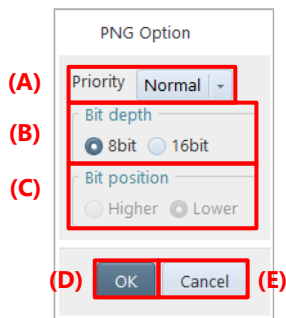 PNG Option
(A) Priority Normal
(B) Bit depth
8bit 16bit
(C) Bit position
Higher Lower
(D) OK Cancel (E)